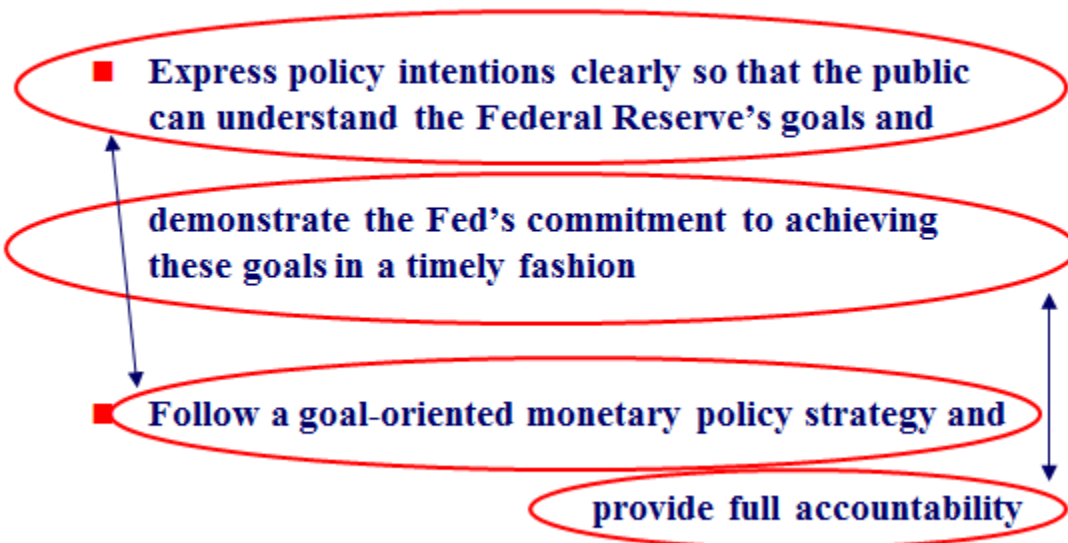 Express policy intentions clearly so that the public
can understand the Federal Reserve's goals and
demonstrate the Fed's commitment to achieving
these goals in a timely fashion
Follow a goal-oriented monetary policy strategy and
provide full accountability